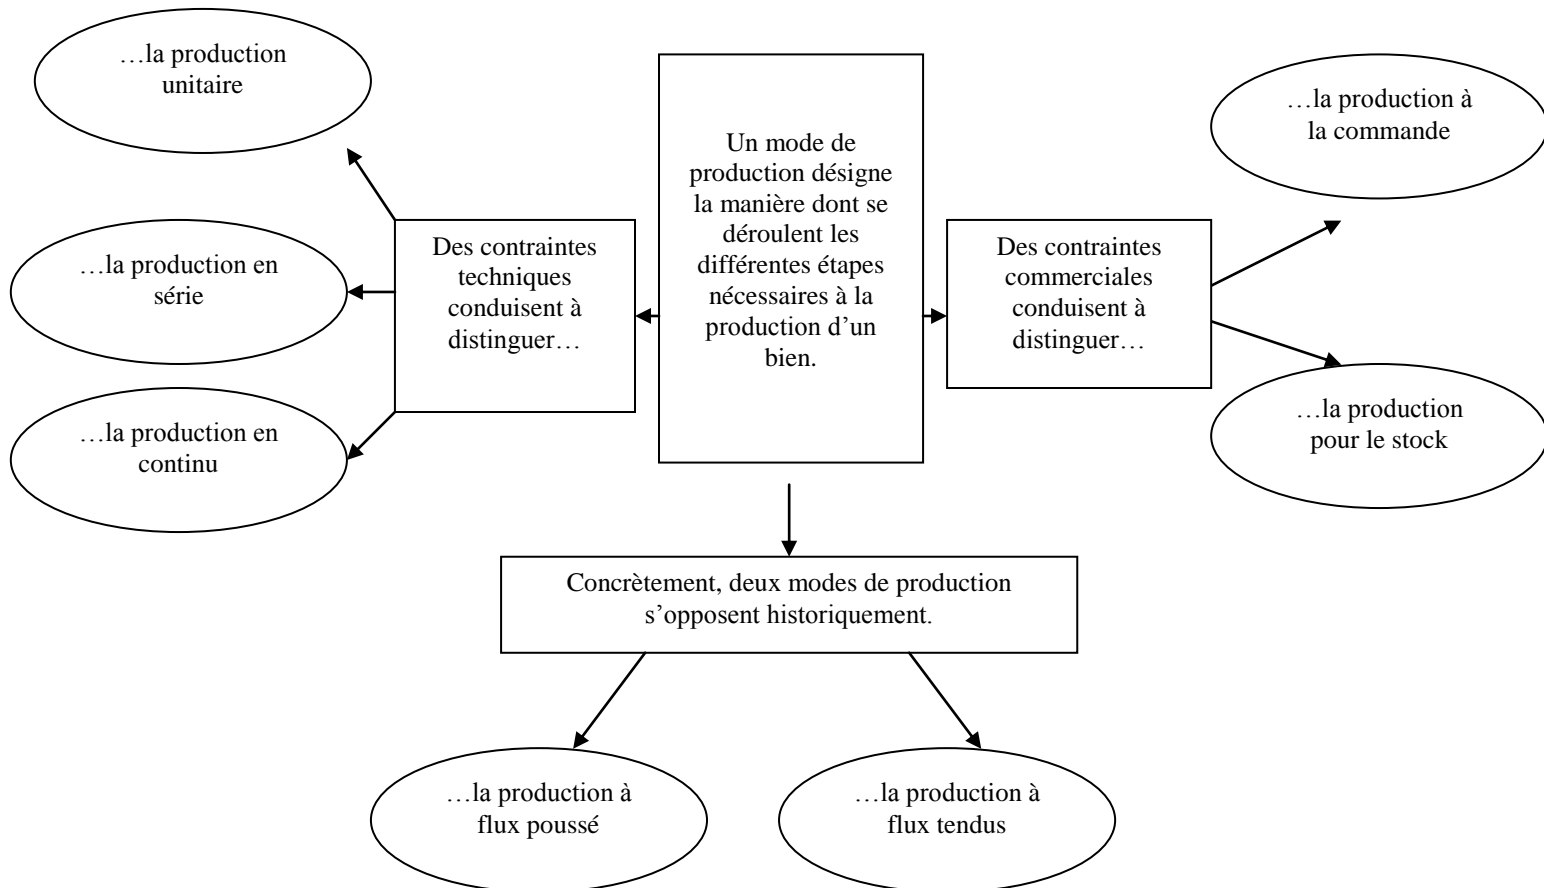 …la production
unitaire
…la production en
série
…la production en
continu
Des contraintes
techniques
conduisent à
distinguer…
Un mode de
production désigne
la manière dont se
déroulent les
différentes étapes
nécessaires à la
production d’un
bien.
Des contraintes
commerciales
conduisent à
distinguer…
…la production à
la commande
…la production
pour le stock
Concrètement, deux modes de production
s’opposent historiquement.
…la production à
flux poussé
…la production à
flux tendus